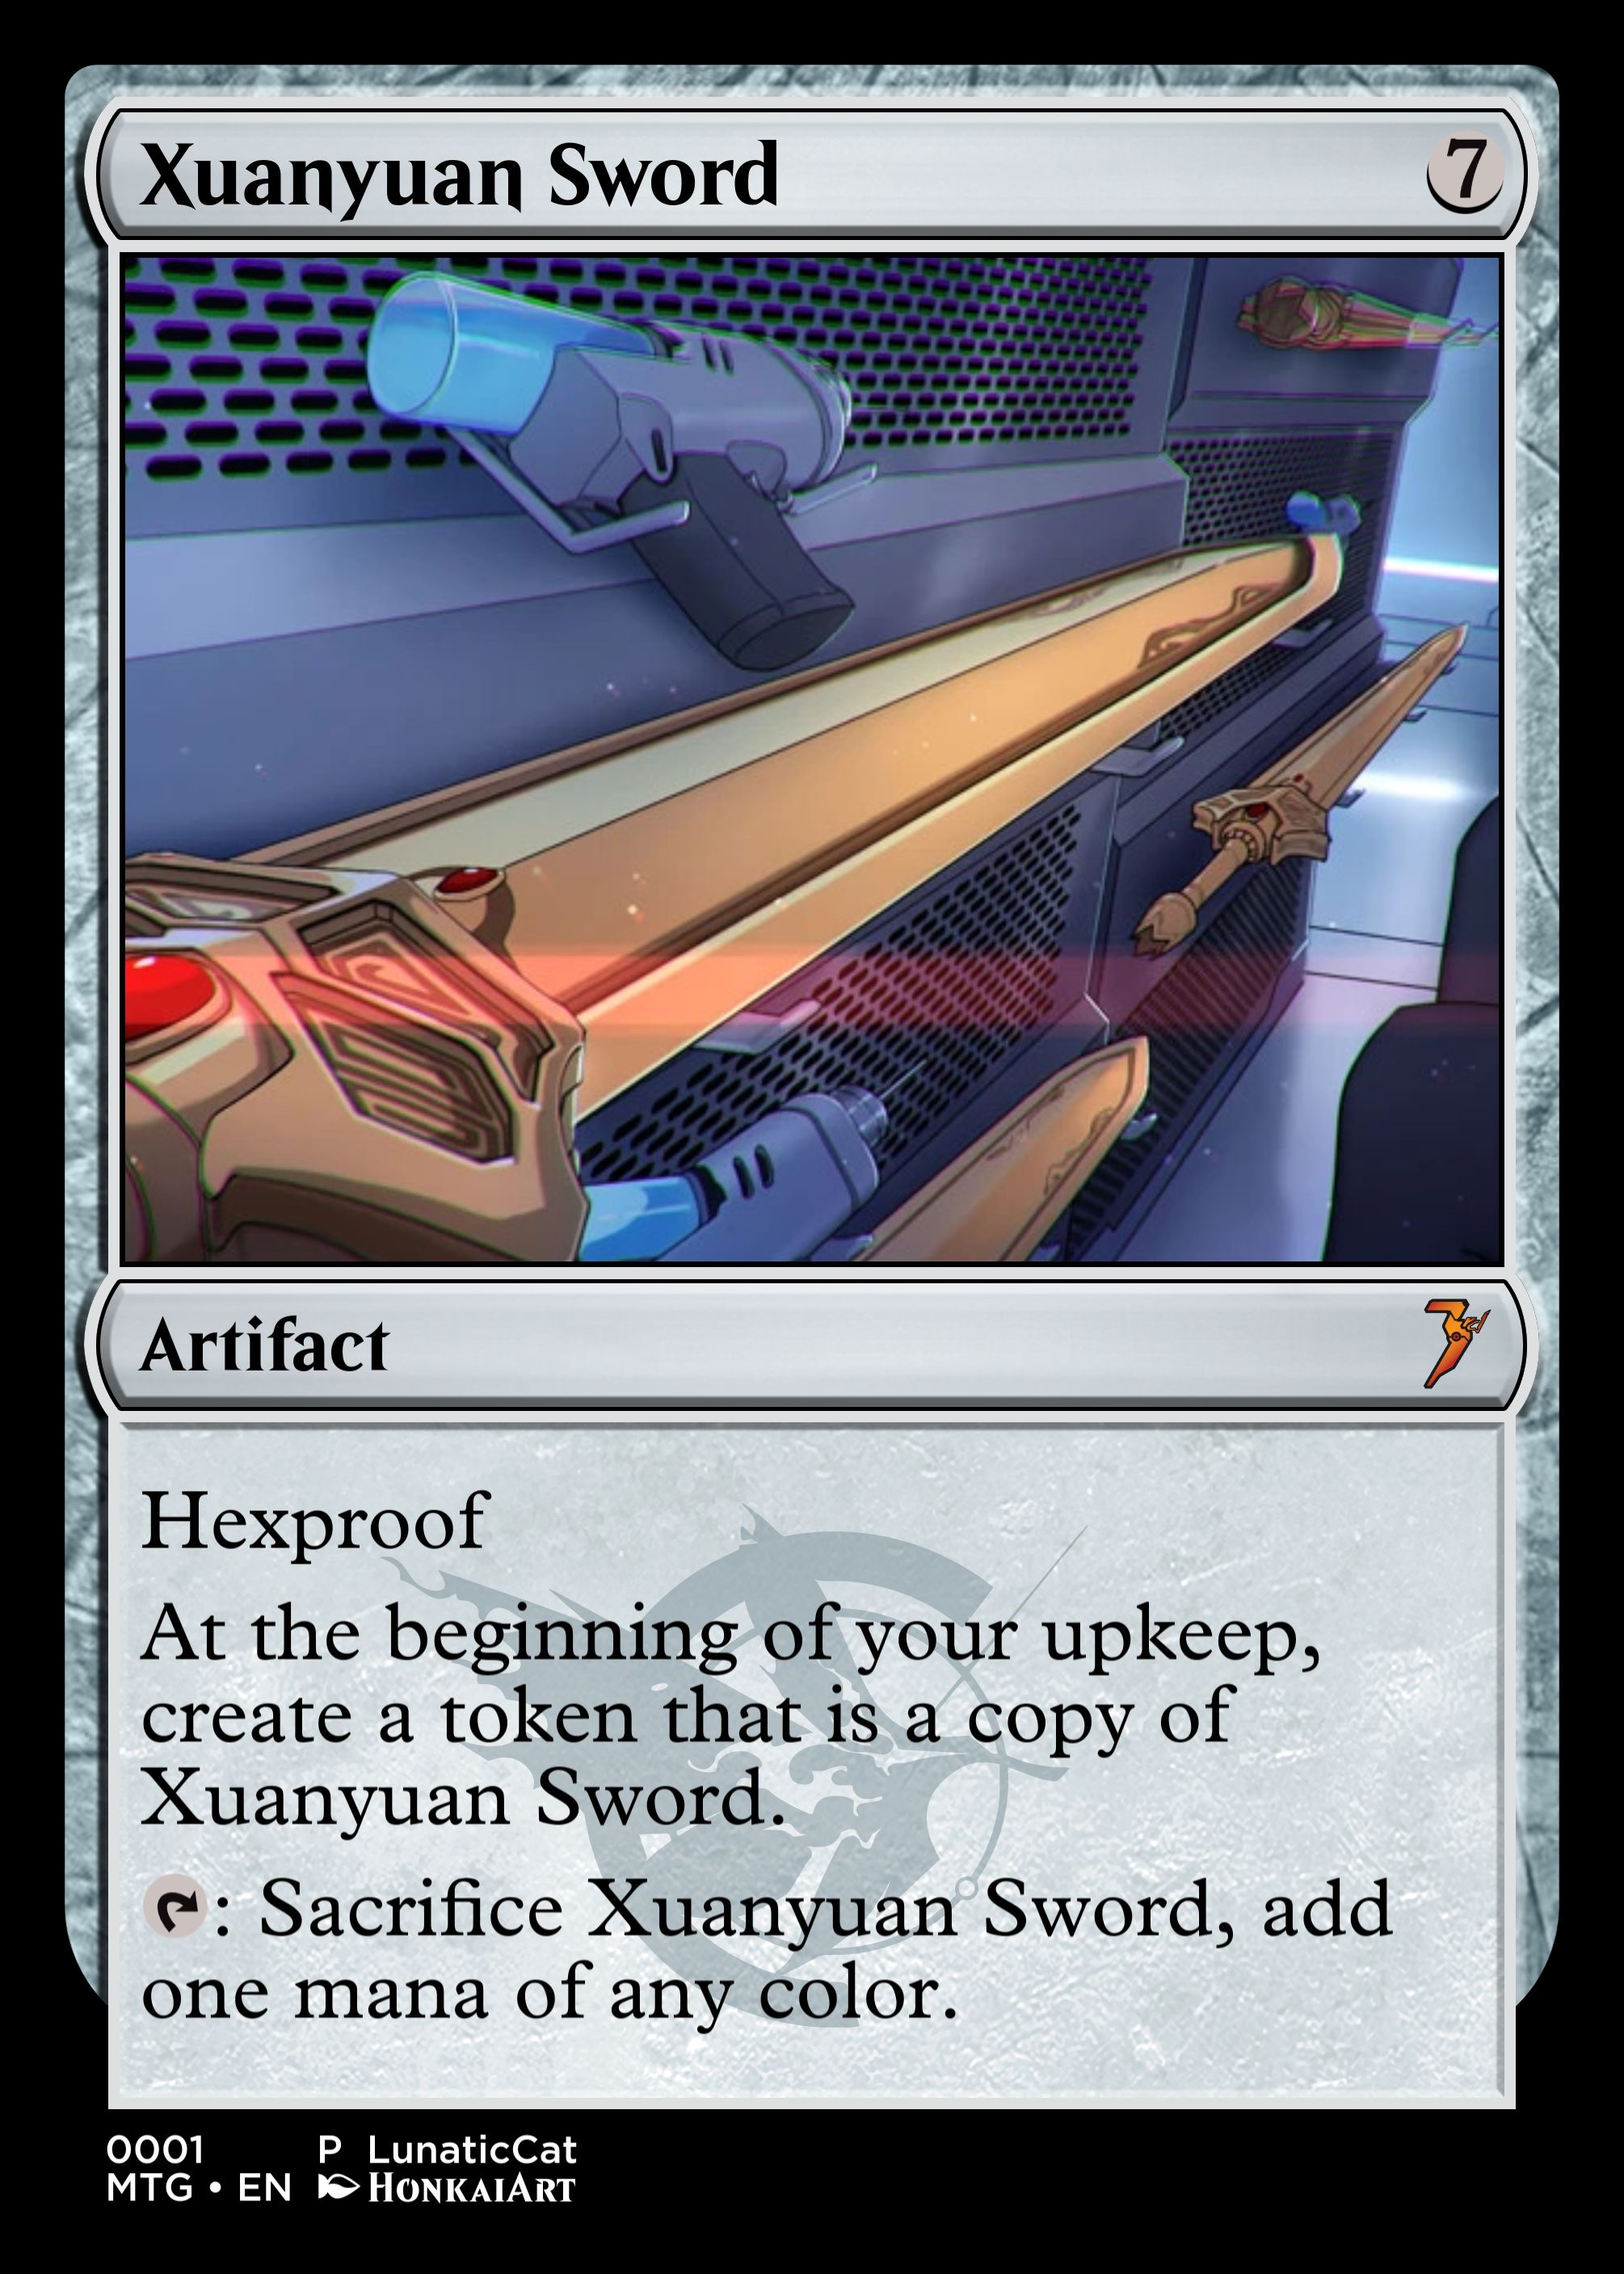 Xuanyuan Sword 7
Artifact
Hexproof
At the beginning of your upkeep,
create a token that is a copy of
Xuanyuan Sword.
: Sacrifice Xuanyuan Sword, add
one mana of any color.
0001 P LunaticCat
MTG • EN HonkaiArt